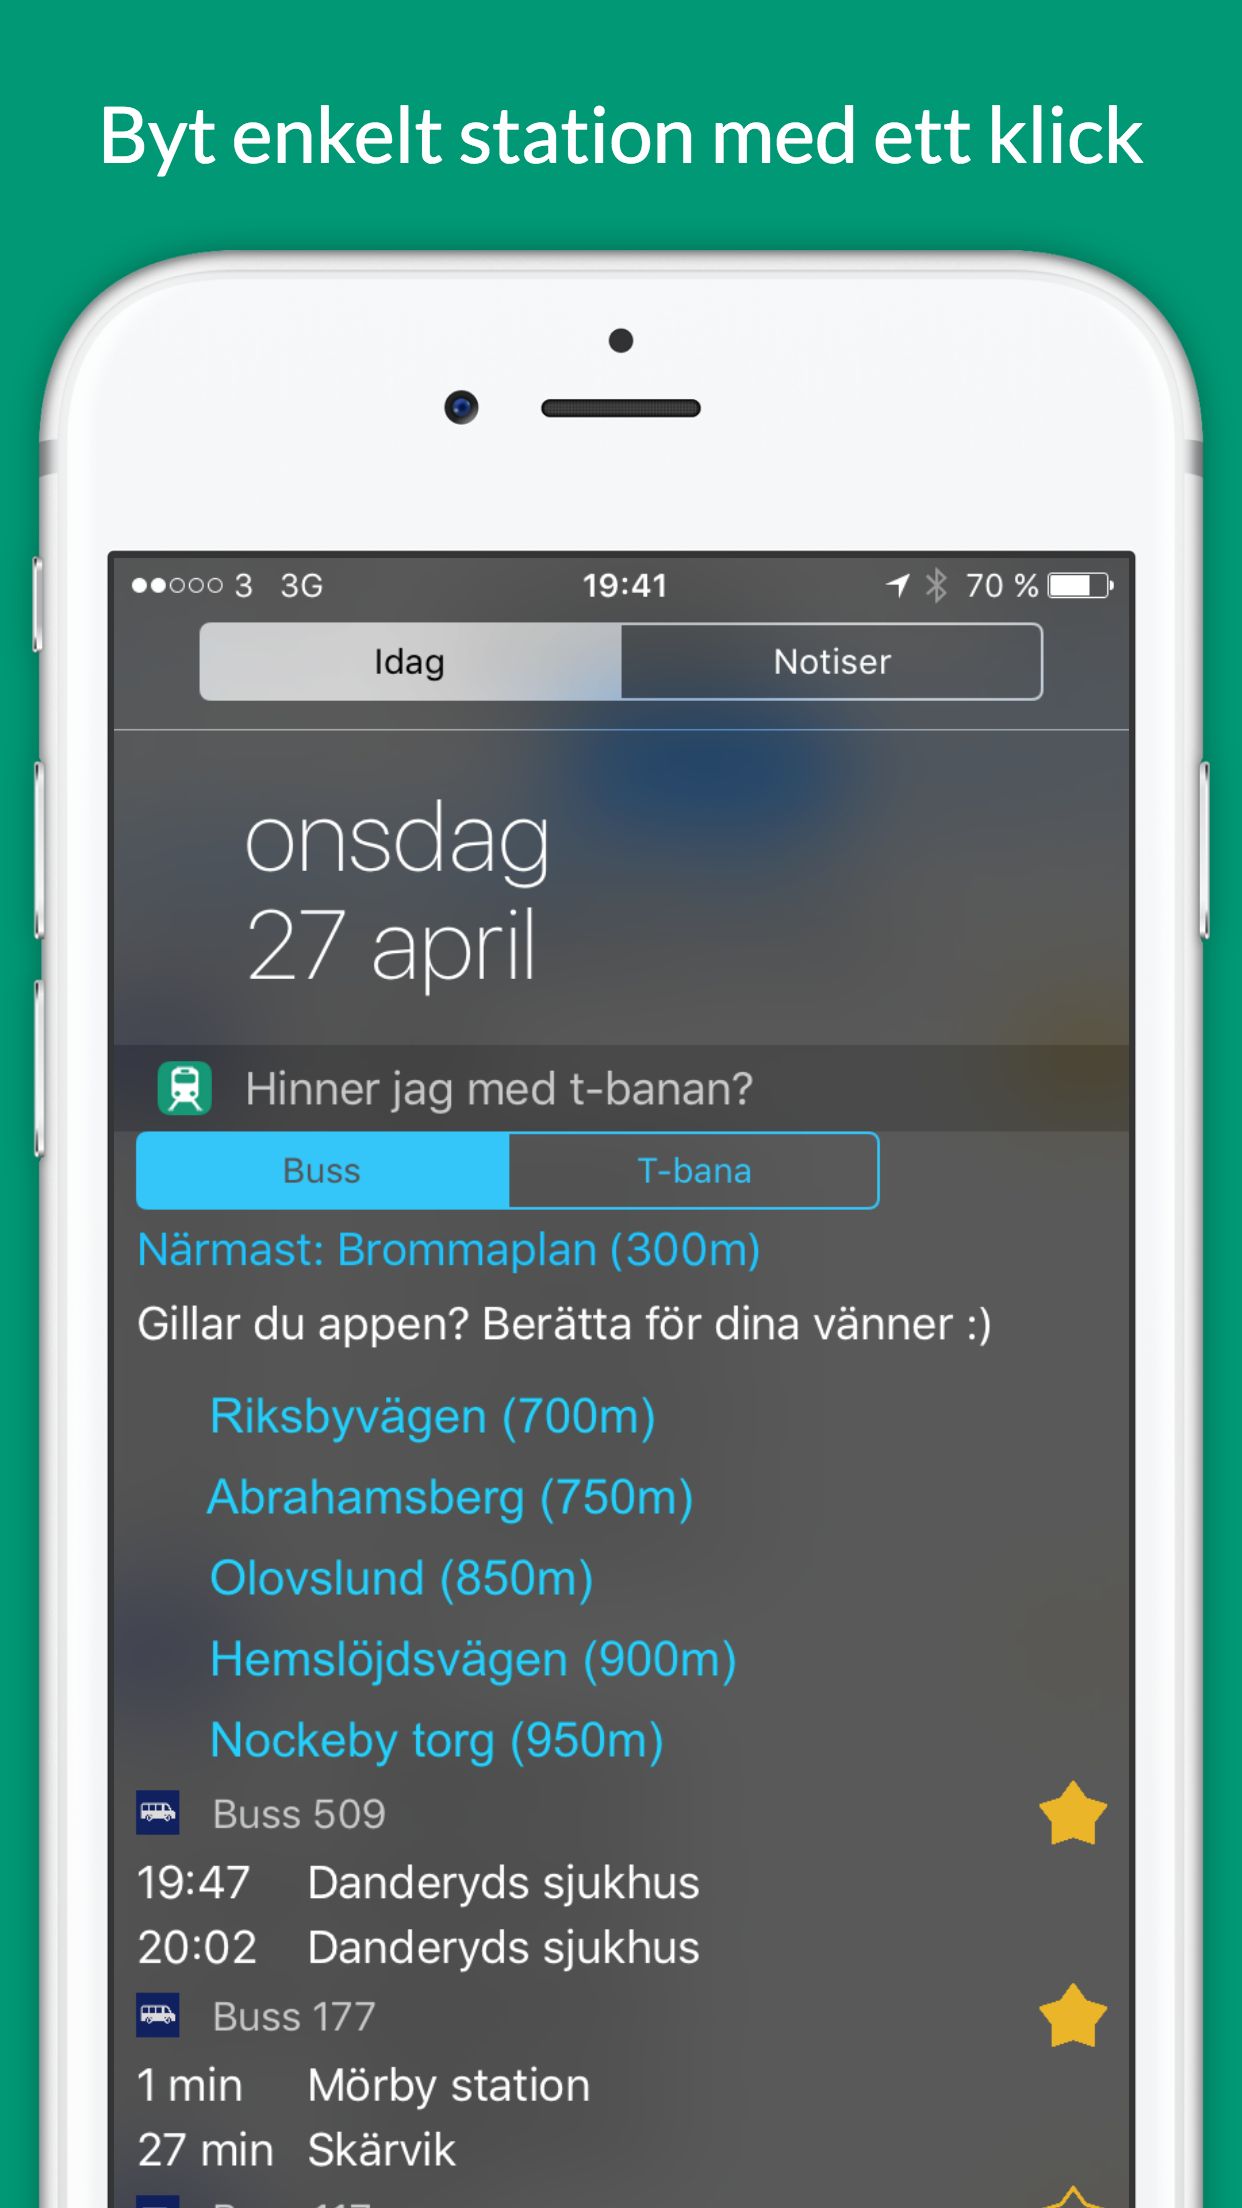 Byt enkelt station med ett klick
3 3G 19:41 70 %
Idag Notiser
onsdag
27 april
Hinner jag med t-banan?
Buss T-bana
Närmast: Brommaplan (300m)
Gillar du appen? Berätta för dina vänner :)
Riksbyvägen (700m)
Abrahamsberg (750m)
Olovslund (850m)
Hemslöjdsvägen (900m)
Nockeby torg (950m)
Buss 509
19:47 Danderyds sjukhus
20:02 Danderyds sjukhus
Buss 177
1 min Mörby station
27 min Skärvik